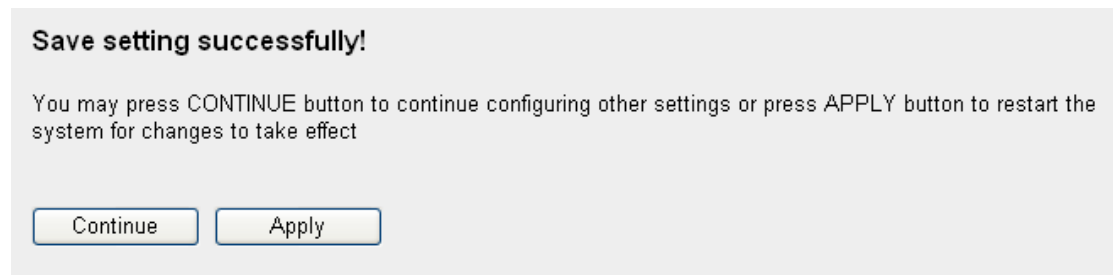 Save setting successfully!
You may press CONTINUE button to continue configuring other settings or press APPLY button to restart the
system for changes to take effect
Continue
Apply